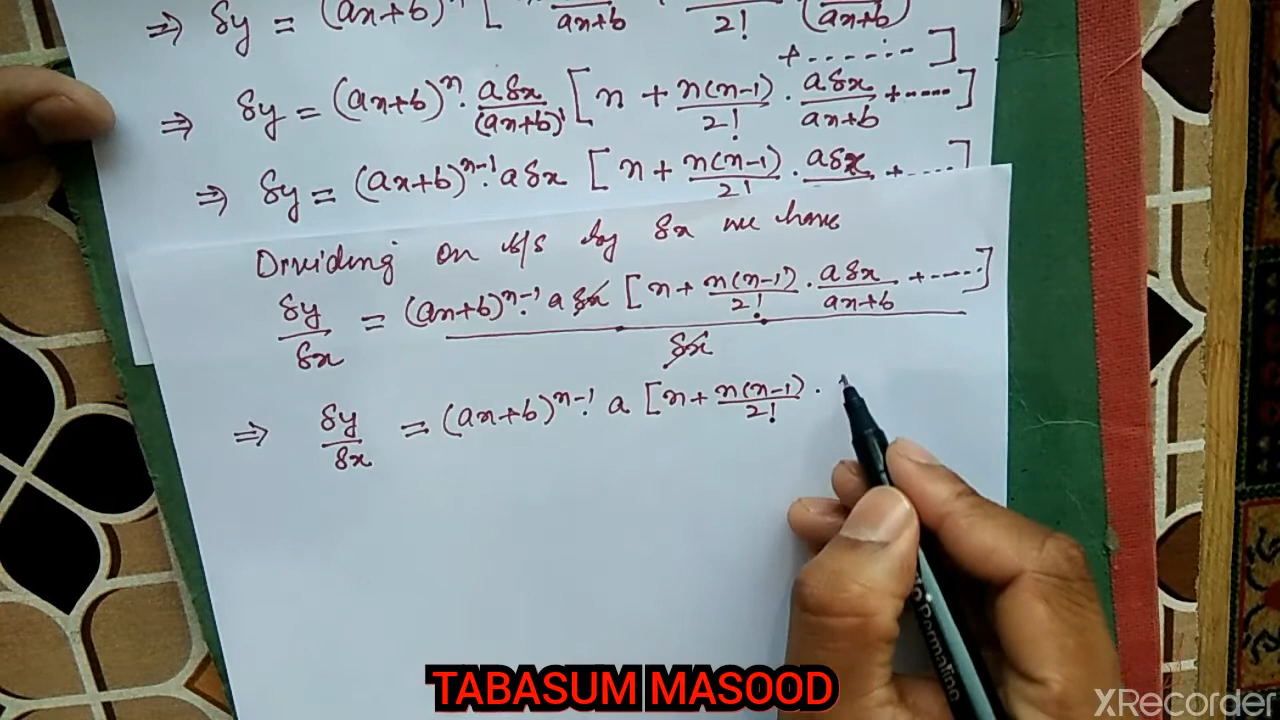 ⇒ δy = (ax+b)ⁿ [ ax+b 2! (ax+b)
+ ...... ]
⇒ δy = (ax+b)ⁿ · aδx/(ax+b)¹ [ n + n(n-1)/2! · aδx/ax+b + ..... ]
⇒ δy = (ax+b)ⁿ⁻¹ · aδx [ n + n(n-1)/2! · aδx + ..... ]
Dividing on b/s by δx we have
δy/δx = (ax+b)ⁿ⁻¹ · a δx [ n + n(n-1)/2! · aδx/ax+b + ..... ] / δx
⇒ δy/δx = (ax+b)ⁿ⁻¹ · a [ n + n(n-1)/2! ·
Permaline
TABASUM MASOOD
XRecorder